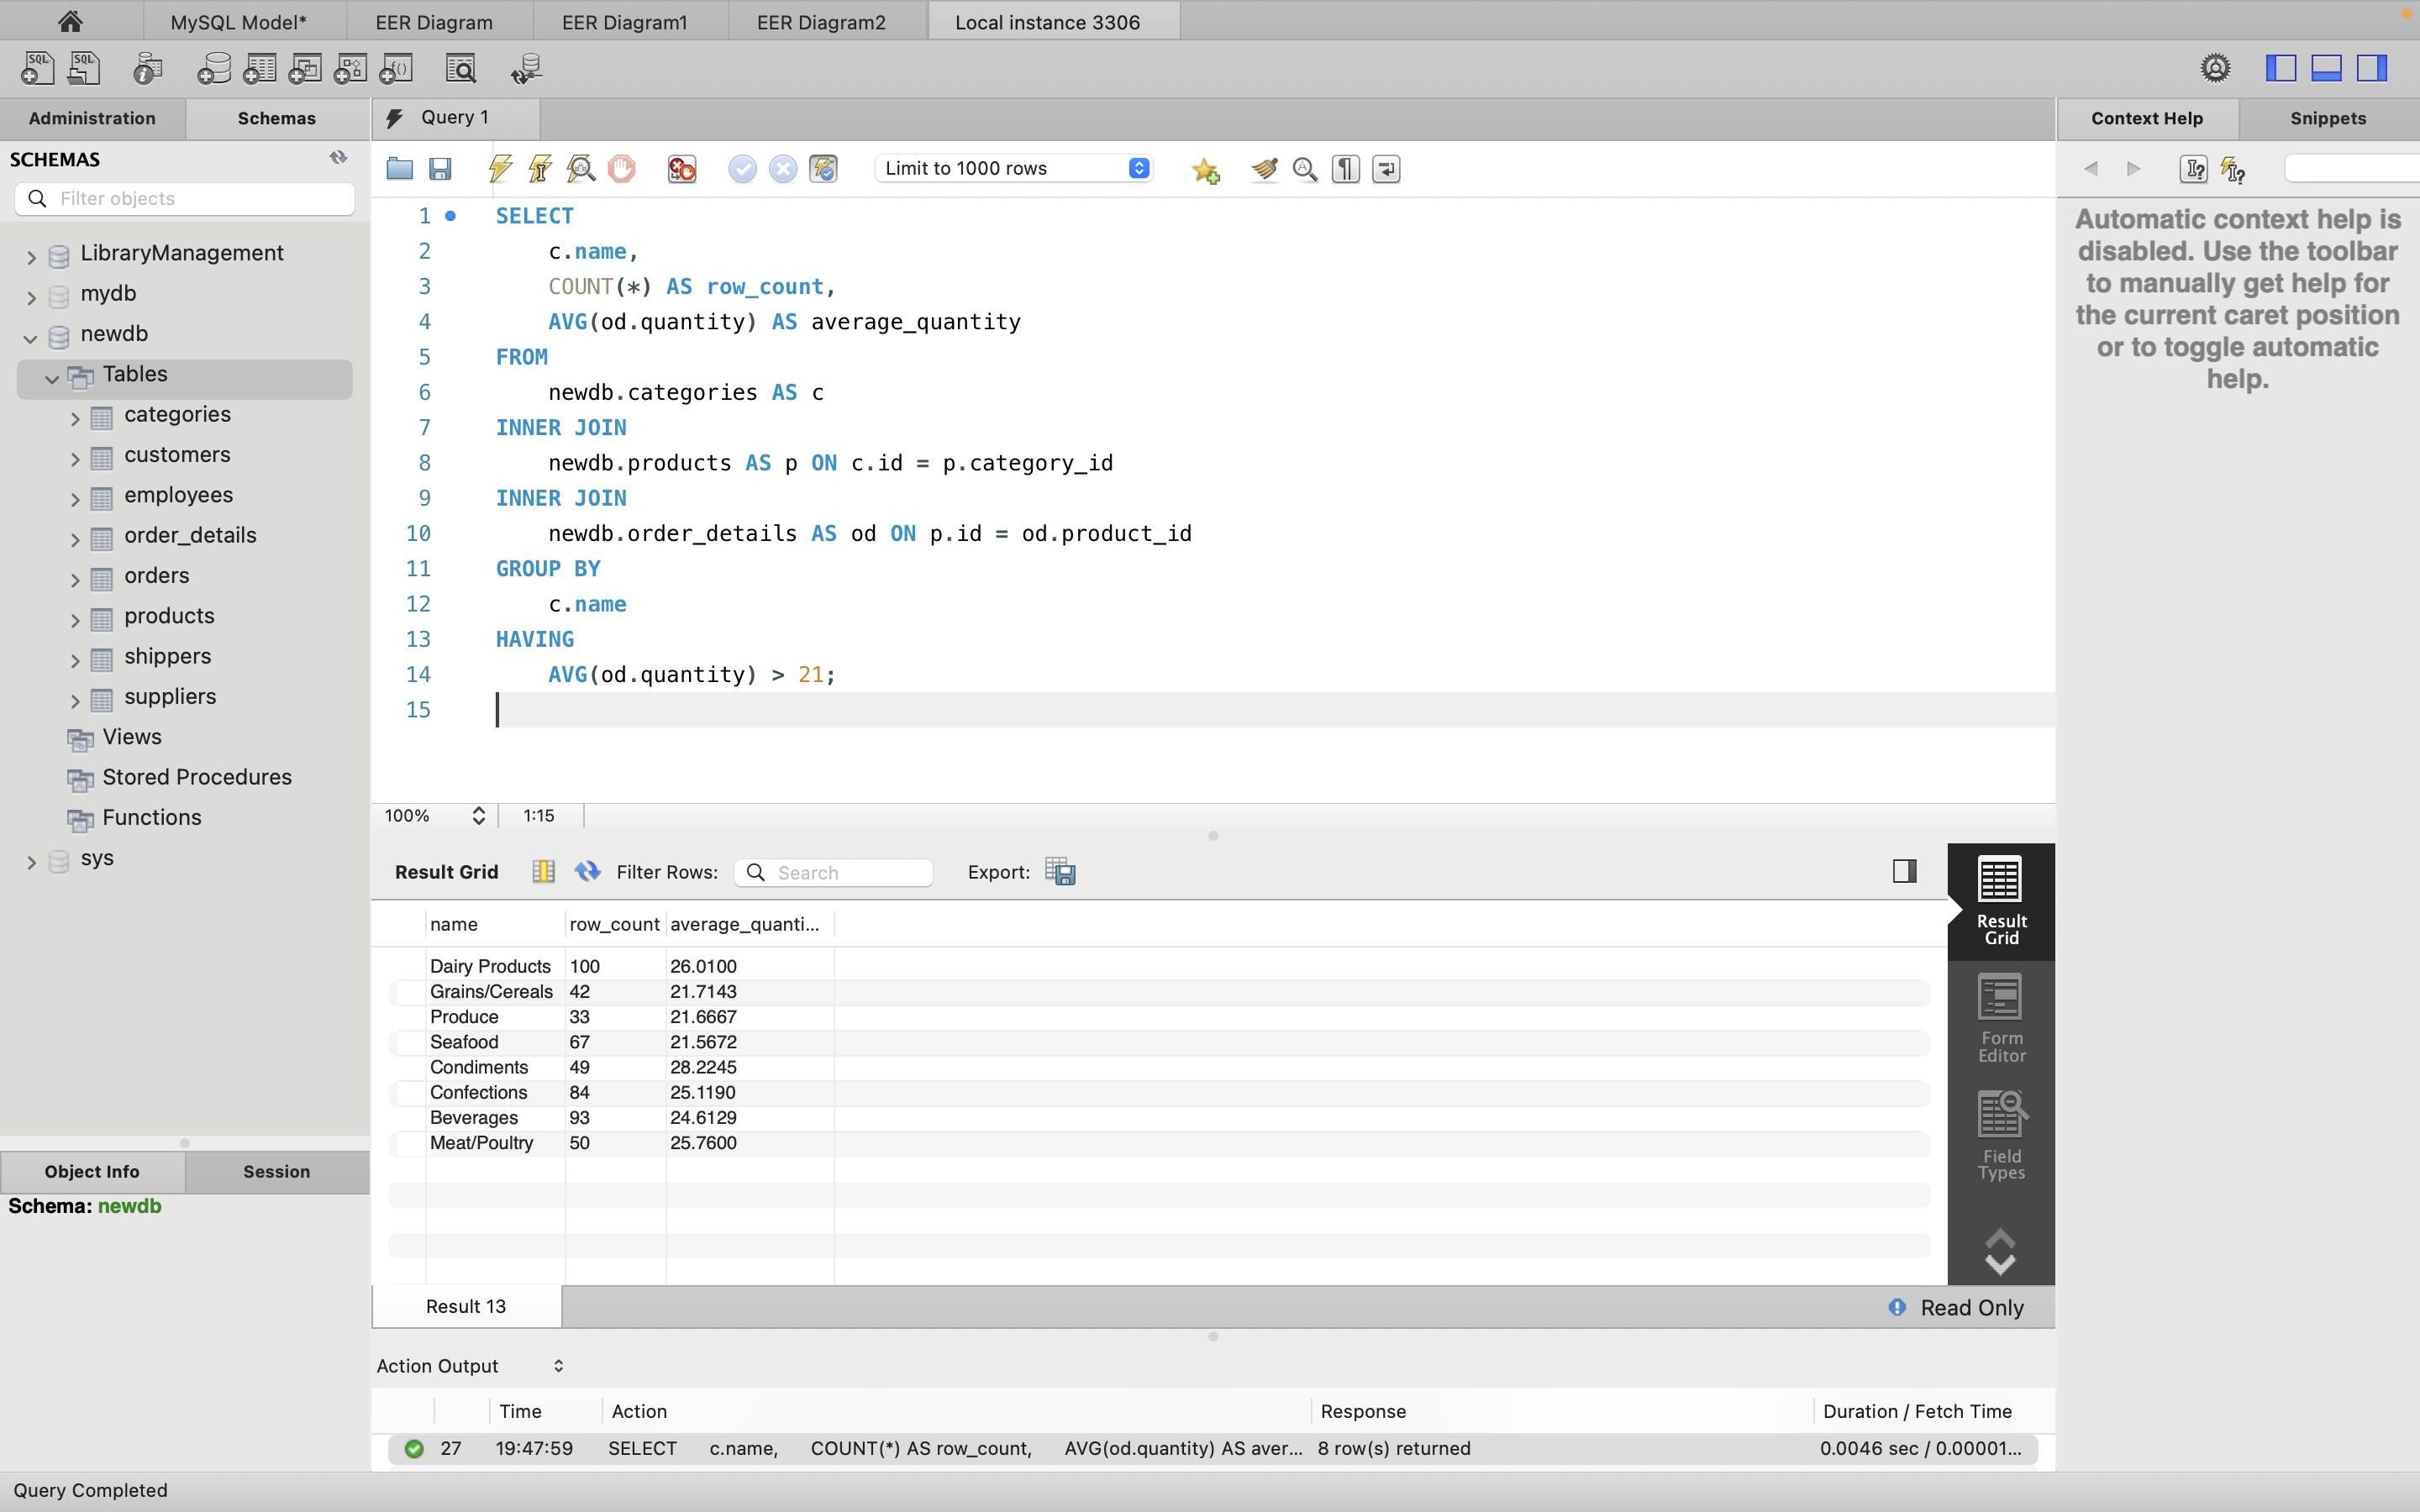 MySQL Model*
EER Diagram
EER Diagram1
EER Diagram2
Local instance 3306
SQL
SQL
Administration
Schemas
Query 1
Context Help
Snippets
SCHEMAS
Filter objects
Limit to 1000 rows
LibraryManagement
mydb
newdb
Tables
categories
customers
employees
order_details
orders
products
shippers
suppliers
Views
Stored Procedures
Functions
sys
1 SELECT
2 c.name,
3 COUNT(*) AS row_count,
4 AVG(od.quantity) AS average_quantity
5 FROM
6 newdb.categories AS c
7 INNER JOIN
8 newdb.products AS p ON c.id = p.category_id
9 INNER JOIN
10 newdb.order_details AS od ON p.id = od.product_id
11 GROUP BY
12 c.name
13 HAVING
14 AVG(od.quantity) > 21;
15
Automatic context help is
disabled. Use the toolbar
to manually get help for
the current caret position
or to toggle automatic
help.
100% 1:15
Result Grid Filter Rows: Search Export:
name row_count average_quanti...
Dairy Products 100 26.0100
Grains/Cereals 42 21.7143
Produce 33 21.6667
Seafood 67 21.5672
Condiments 49 28.2245
Confections 84 25.1190
Beverages 93 24.6129
Meat/Poultry 50 25.7600
Result
Grid
Form
Editor
Field
Types
Object Info
Session
Schema: newdb
Result 13
Read Only
Action Output
Time Action Response Duration / Fetch Time
27 19:47:59 SELECT c.name, COUNT(*) AS row_count, AVG(od.quantity) AS aver... 8 row(s) returned 0.0046 sec / 0.00001...
Query Completed